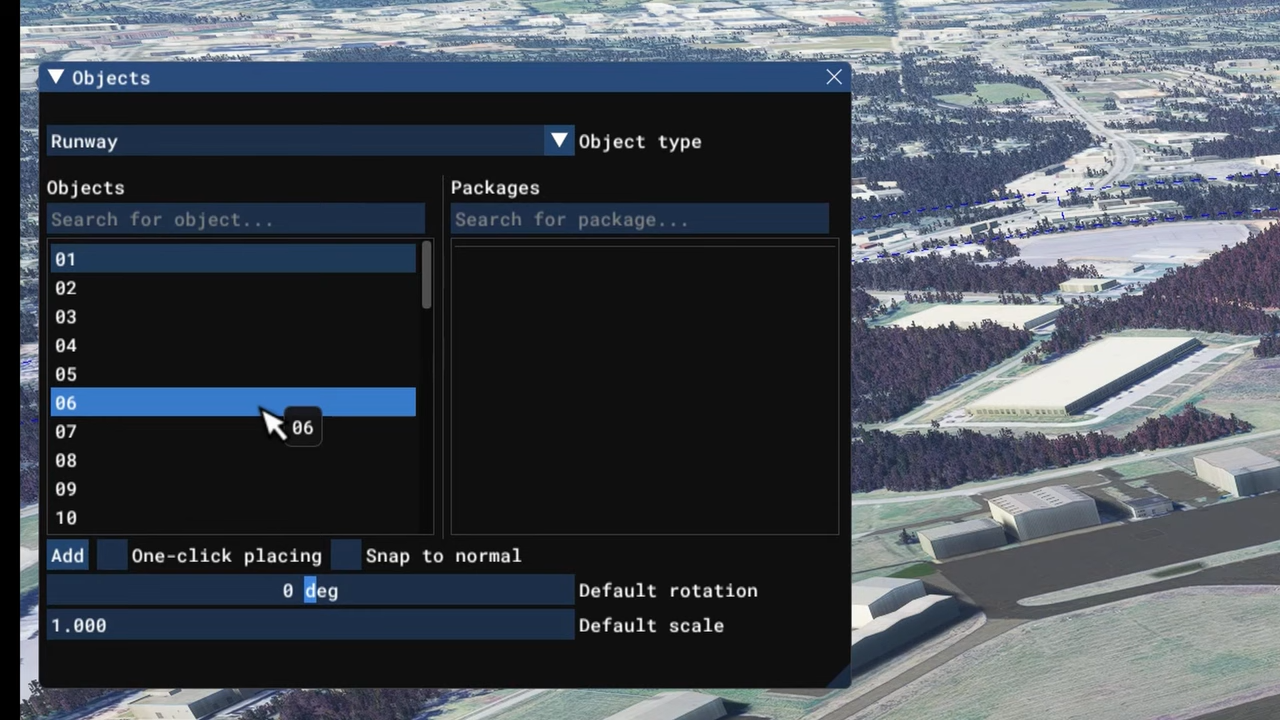 Objects
Runway
Object type
Objects
Packages
Search for object...
Search for package...
01
02
03
04
05
06
06
07
08
09
10
Add
One-click placing
Snap to normal
0 deg
Default rotation
1.000
Default scale